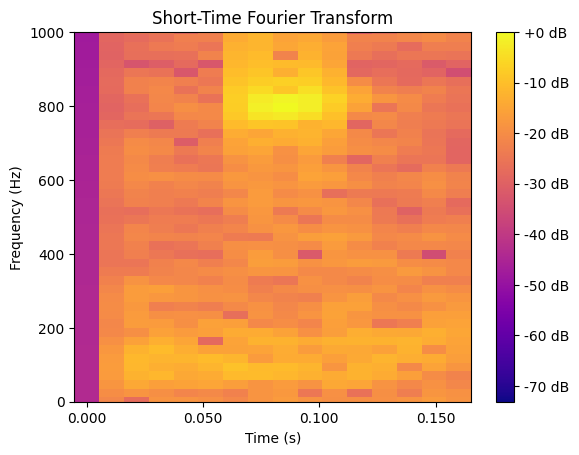 Short-Time Fourier Transform
1000
800
600
400
200
0
Frequency (Hz)
0.000
0.050
0.100
0.150
Time (s)
+0 dB
-10 dB
-20 dB
-30 dB
-40 dB
-50 dB
-60 dB
-70 dB